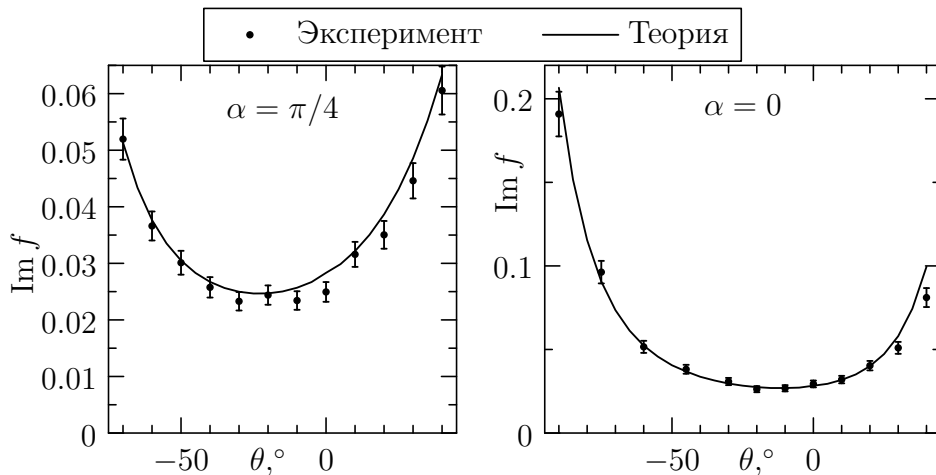 Эксперимент Теория
α = π/4
Im f
0.06
0.05
0.04
0.03
0.02
0.01
0
−50 θ,° 0
α = 0
Im f
0.2
0.1
0
−50 θ,° 0